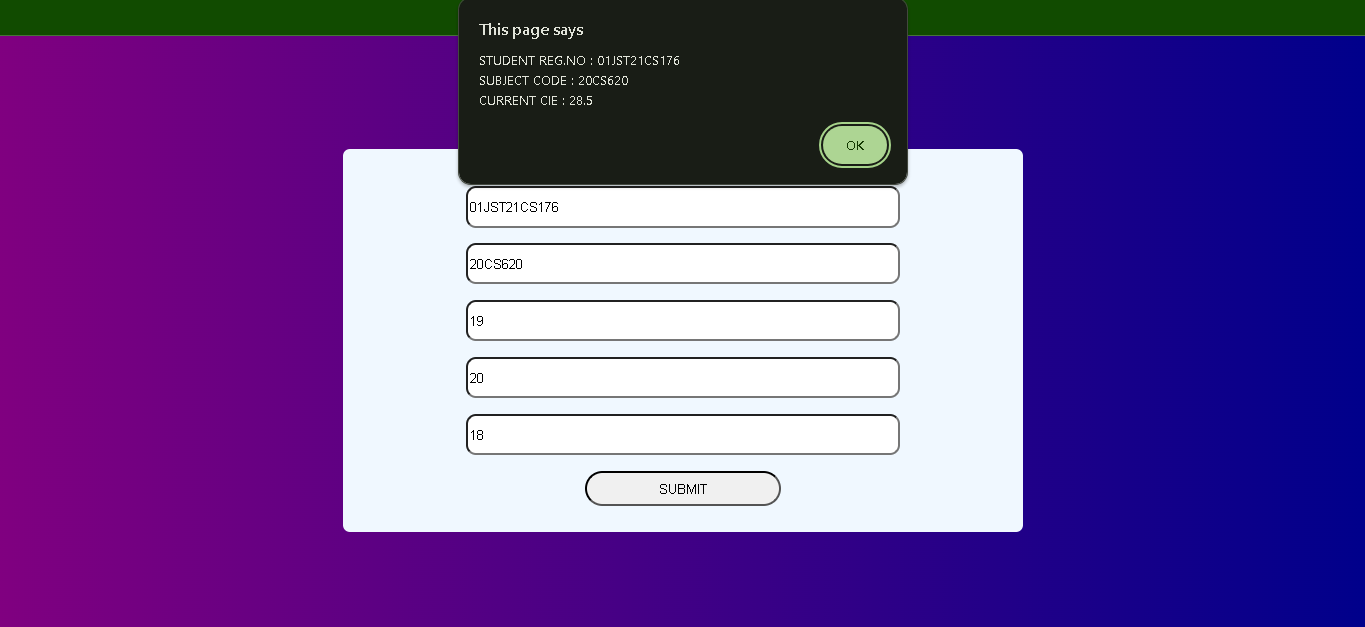 This page says
STUDENT REG.NO : 01JST21CS176
SUBJECT CODE : 20CS620
CURRENT CIE : 28.5
OK
01JST21CS176
20CS620
19
20
18
SUBMIT